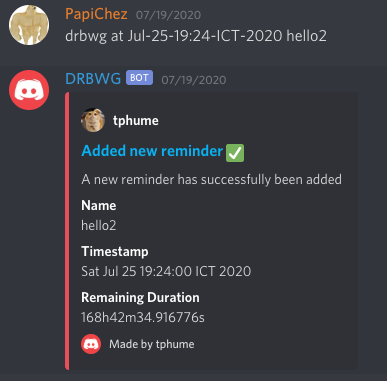 PapiChez 07/19/2020
drbwg at Jul-25-19:24-ICT-2020 hello2
DRBWG BOT 07/19/2020
tphume
Added new reminder ✅
A new reminder has successfully been added
Name
hello2
Timestamp
Sat Jul 25 19:24:00 ICT 2020
Remaining Duration
168h42m34.916776s
Made by tphume